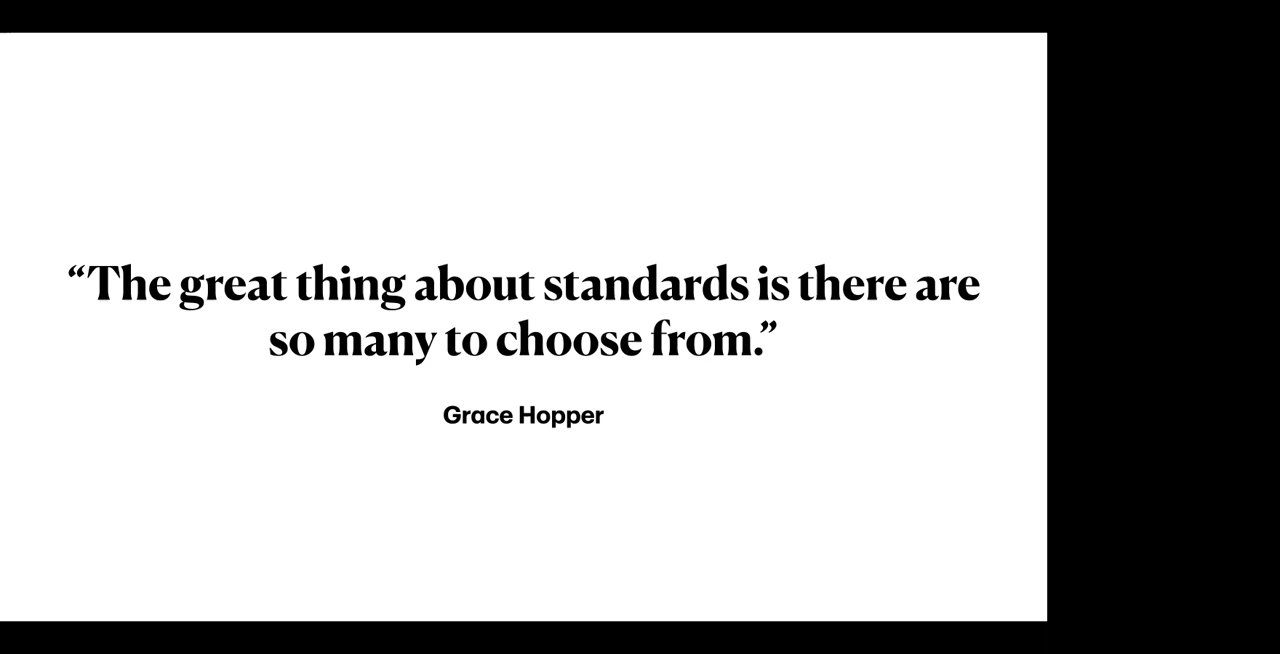 “The great thing about standards is there are
so many to choose from.”
Grace Hopper